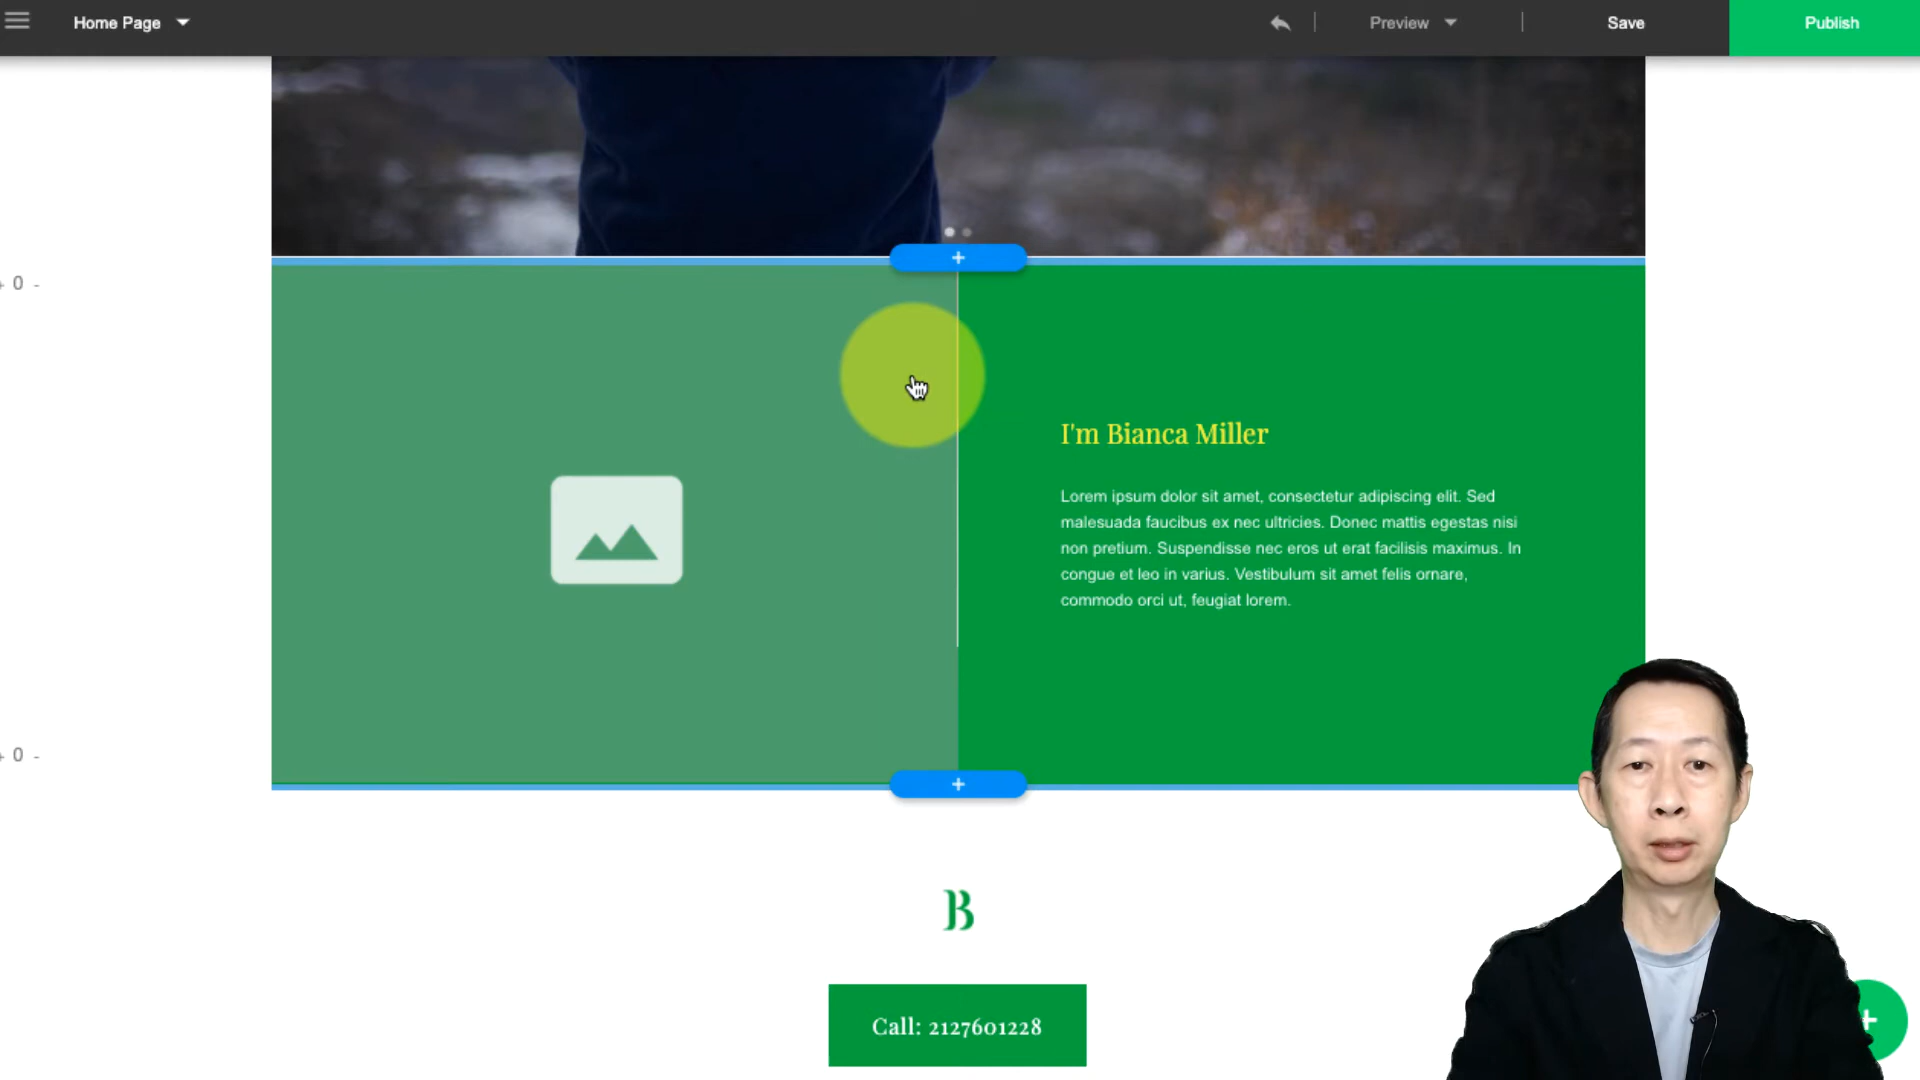 Home Page
Preview
Save
Publish
+
+ 0 -
I'm Bianca Miller
Lorem ipsum dolor sit amet, consectetur adipiscing elit. Sed
malesuada faucibus ex nec ultricies. Donec mattis egestas nisi
non pretium. Suspendisse nec eros ut erat facilisis maximus. In
congue et leo in varius. Vestibulum sit amet felis ornare,
commodo orci ut, feugiat lorem.
+ 0 -
+
B
Call: 2127601228
+